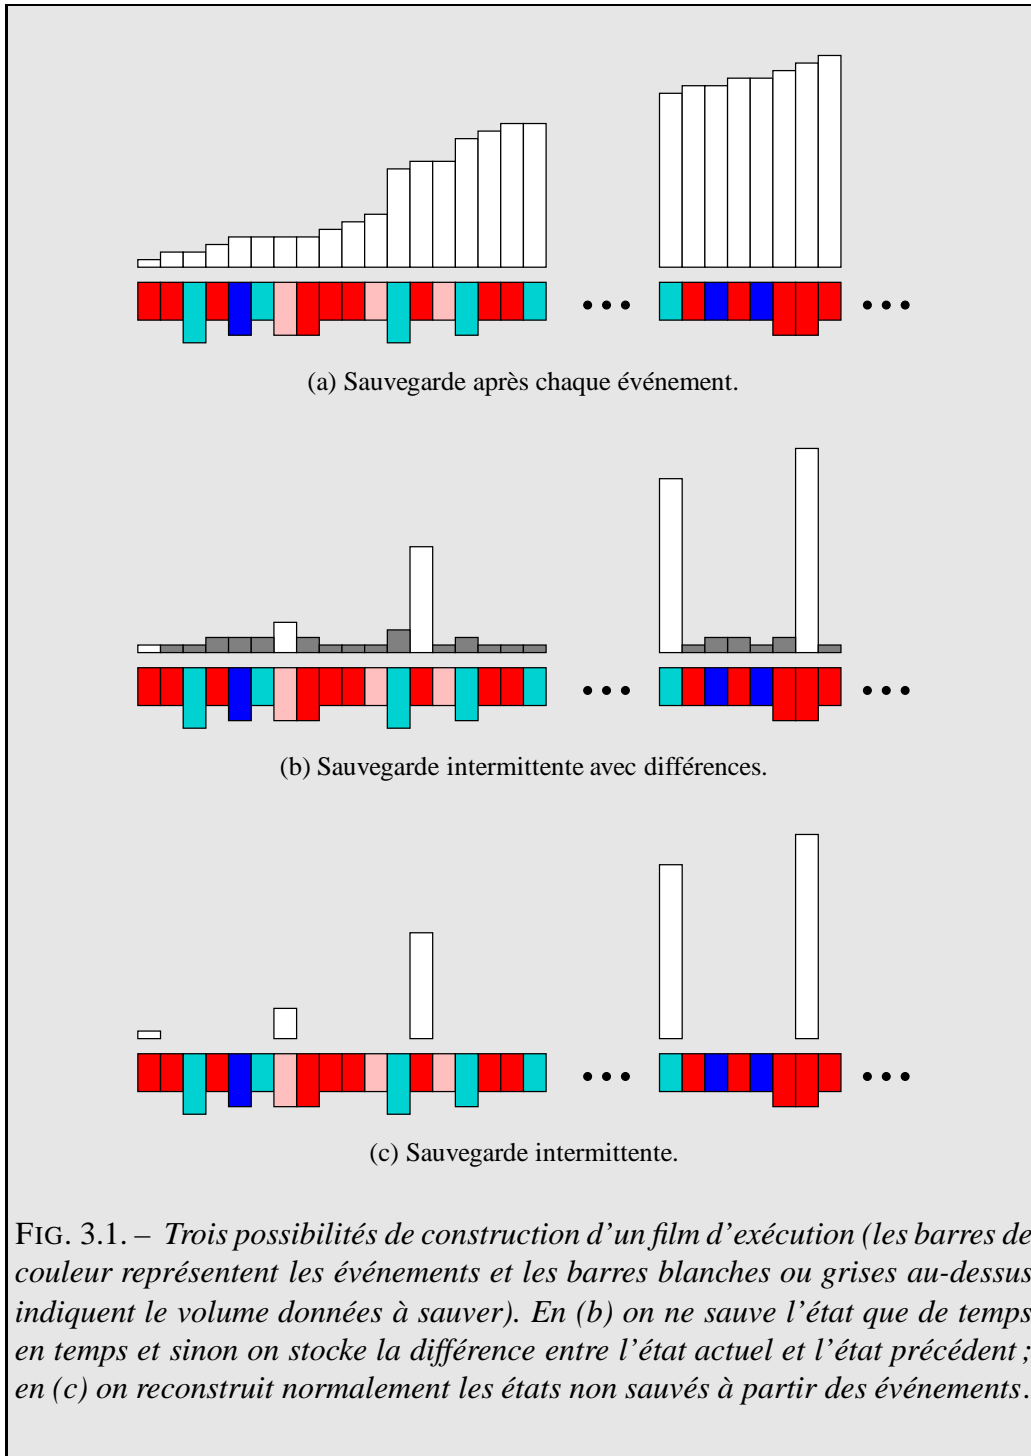 (a) Sauvegarde après chaque événement.
(b) Sauvegarde intermittente avec différences.
(c) Sauvegarde intermittente.
FIG. 3.1. – Trois possibilités de construction d'un film d'exécution (les barres de
couleur représentent les événements et les barres blanches ou grises au-dessus
indiquent le volume données à sauver). En (b) on ne sauve l'état que de temps
en temps et sinon on stocke la différence entre l'état actuel et l'état précédent ;
en (c) on reconstruit normalement les états non sauvés à partir des événements.